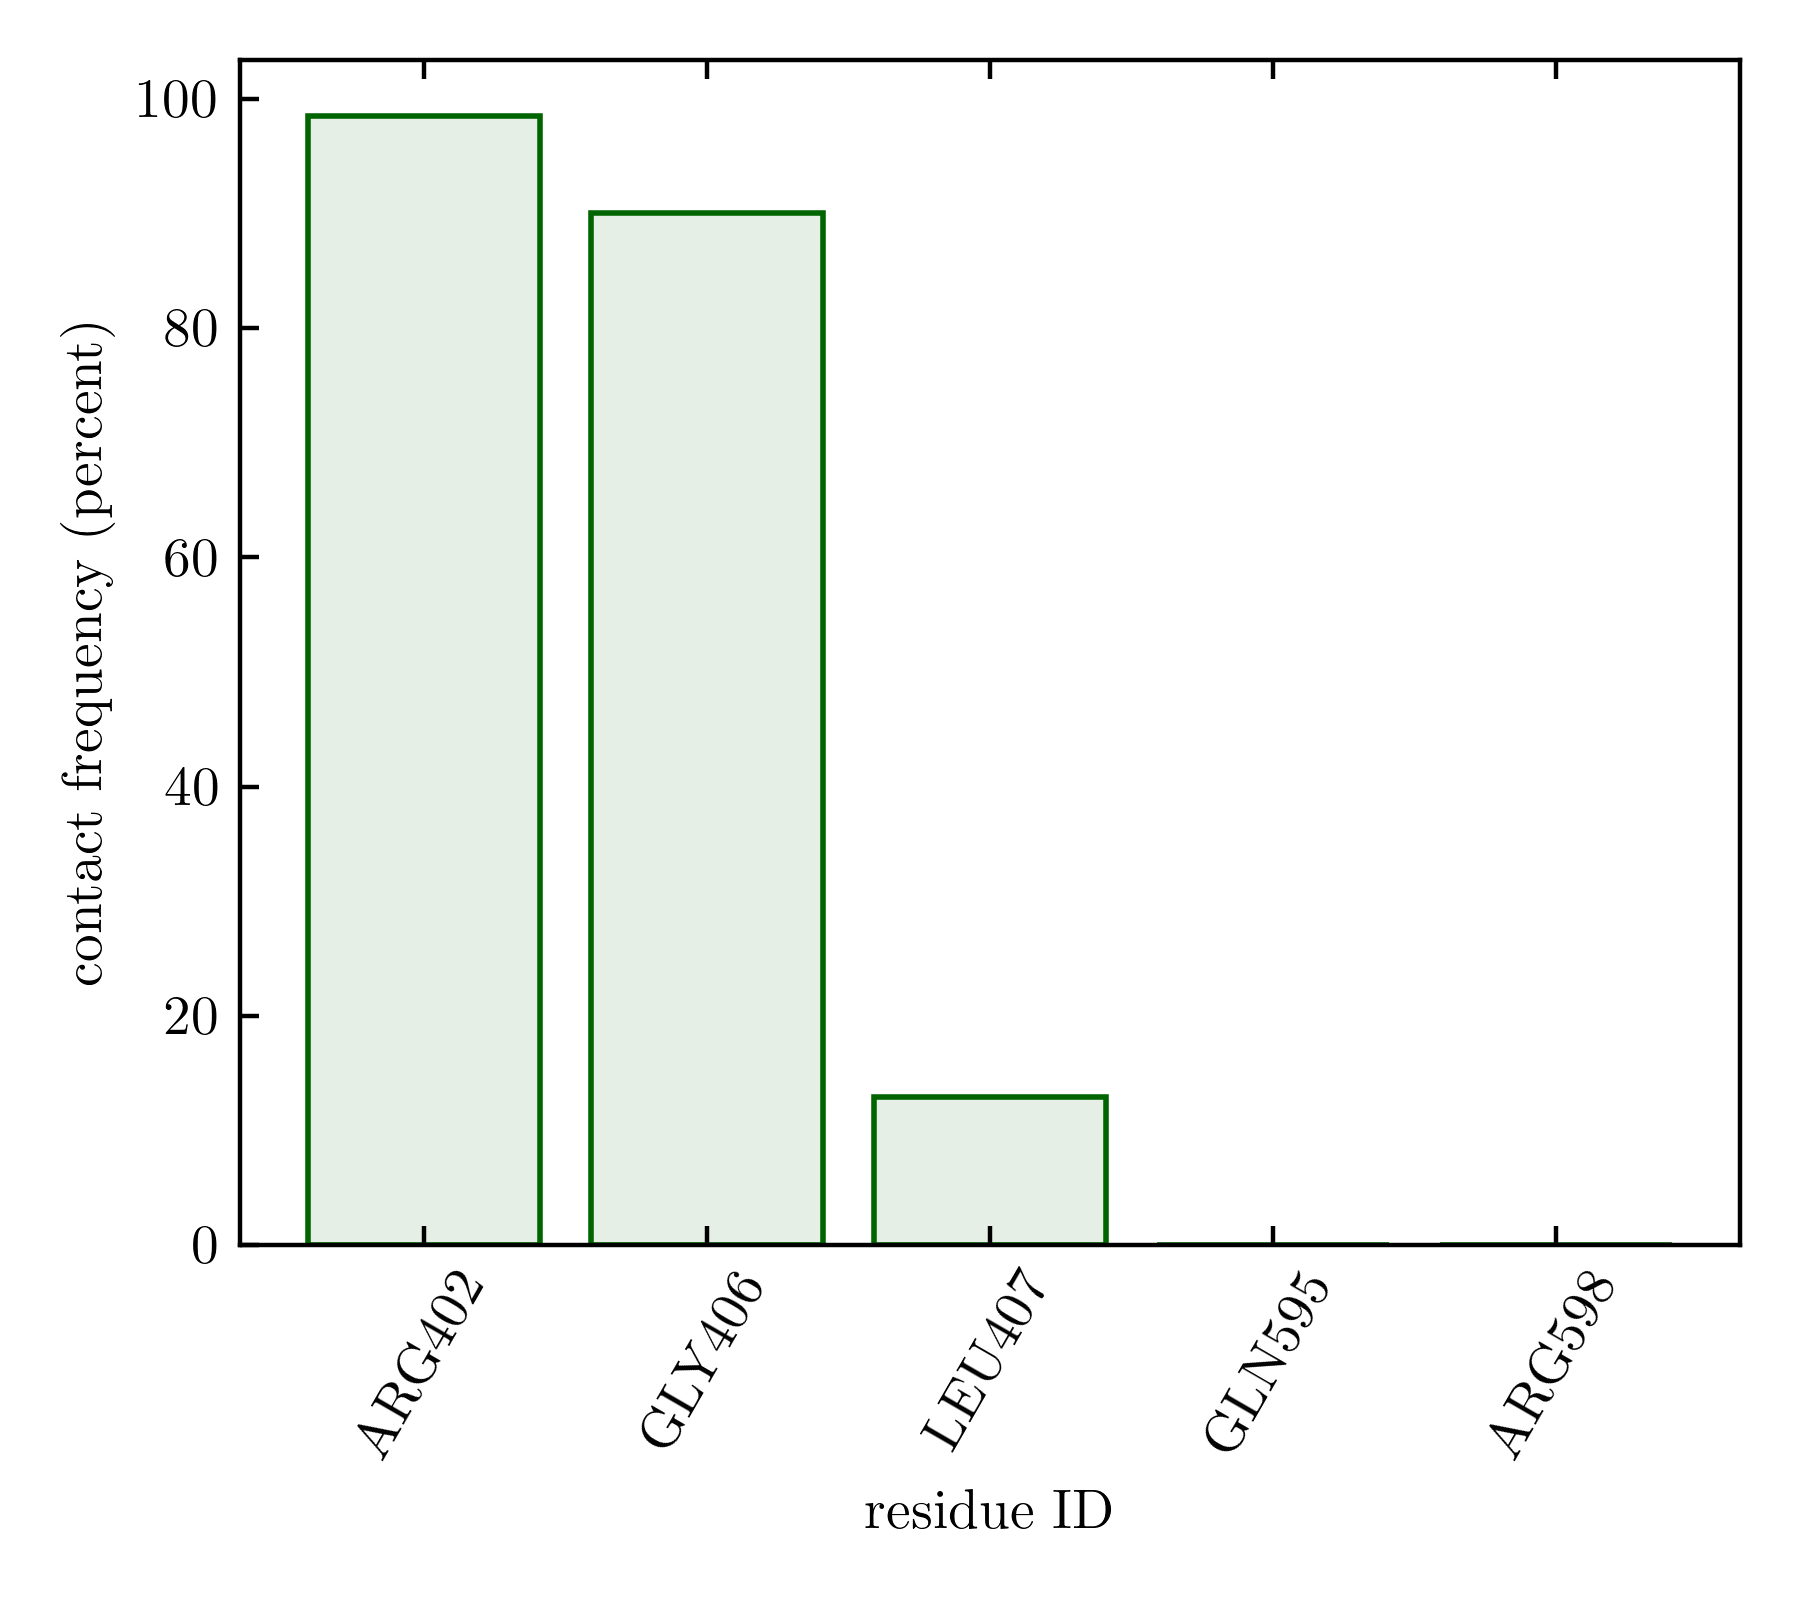 contact frequency (percent)
100
80
60
40
20
0
ARG402
GLY406
LEU407
GLN595
ARG598
residue ID